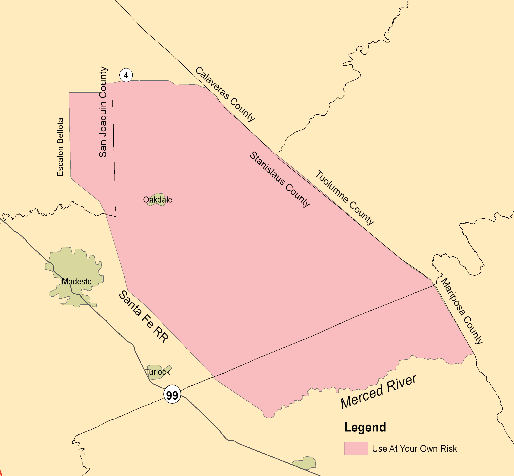 4
Calaveras County
San Joaquin County
Escalon Bellota
Stanislaus County
Tuolumne County
Oakdale
Modesto
Mariposa County
Santa Fe RR
Turlock
99
Merced River
Legend
Use At Your Own Risk